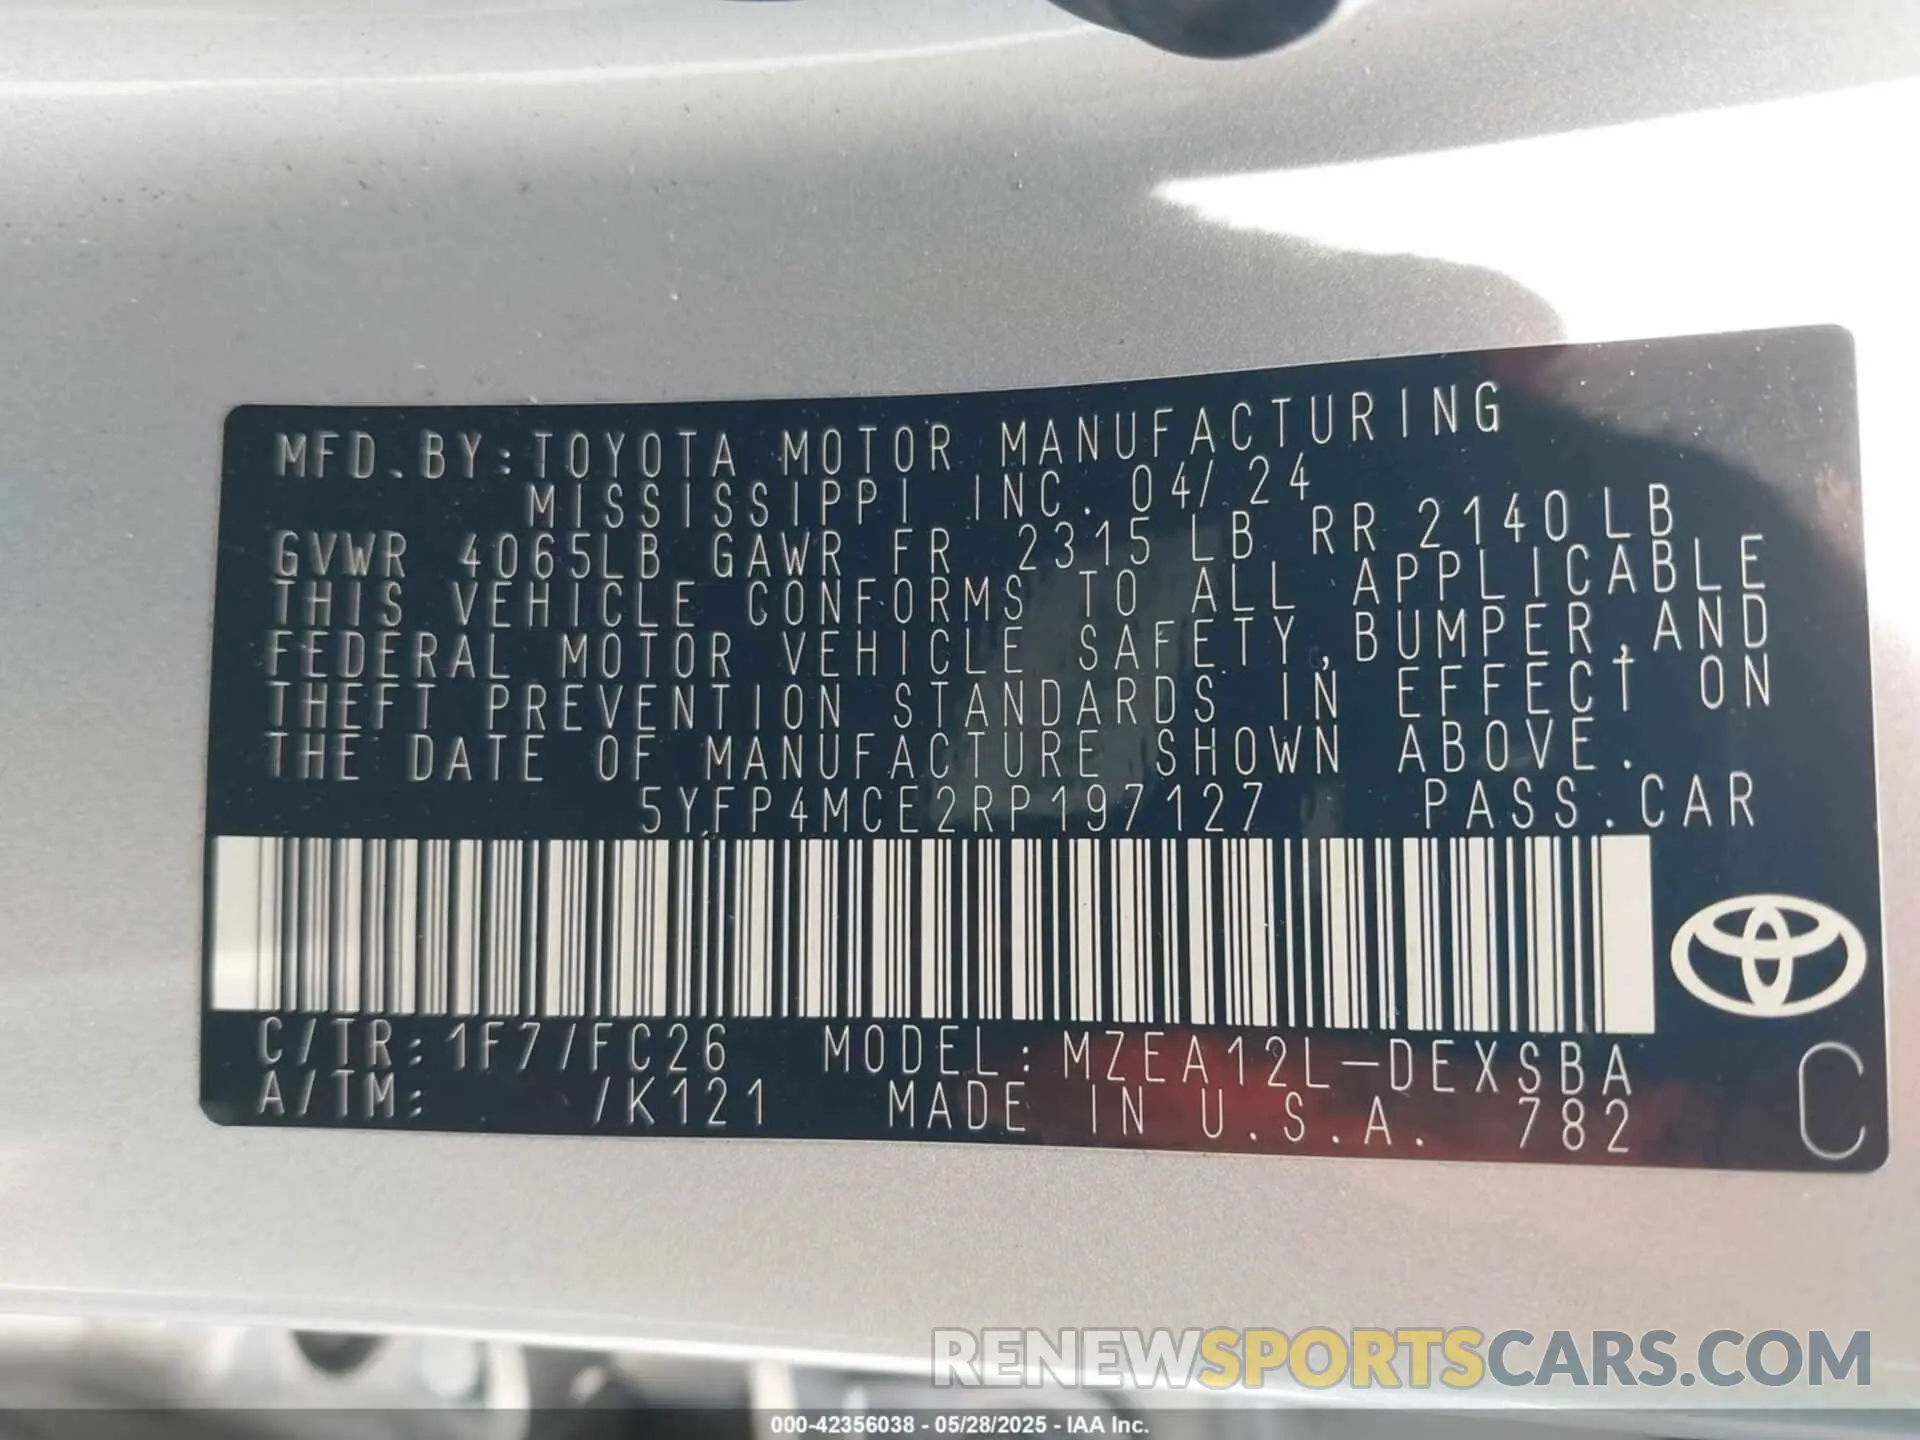 MFD.BY:TOYOTA MOTOR MANUFACTURING
MISSISSIPPI INC. 04/24
GVWR 4065LB GAWR FR 2315 LB RR 2140LB
THIS VEHICLE CONFORMS TO ALL APPLICABLE
FEDERAL MOTOR VEHICLE SAFETY,BUMPER,AND
THEFT PREVENTION STANDARDS IN EFFECT ON
THE DATE OF MANUFACTURE SHOWN ABOVE.
5YFP4MCE2RP197127 PASS.CAR
C/TR:1F7/FC26 MODEL:MZEA12L-DEXSBA
A/TM: /K121 MADE IN U.S.A. 782
C
RENEWSPORTSCARS.COM
000-42356038 - 05/28/2025 - IAA Inc.